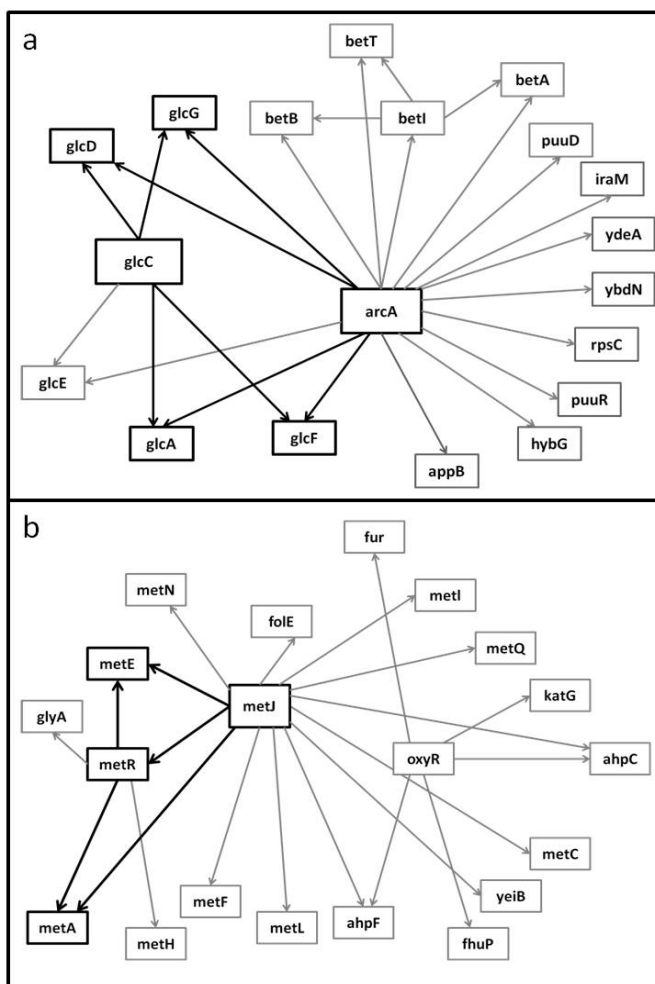 a
betT
betA
glcG
betB
betI
glcD
puuD
iraM
ydeA
glcC
ybdN
arcA
rpsC
glcE
puuR
glcA
glcF
hybG
appB
b
fur
metN
metI
folE
metE
metQ
glyA
metJ
katG
metR
oxyR
ahpC
metC
metF
yeiB
metA
metH
metL
ahpF
fhuP